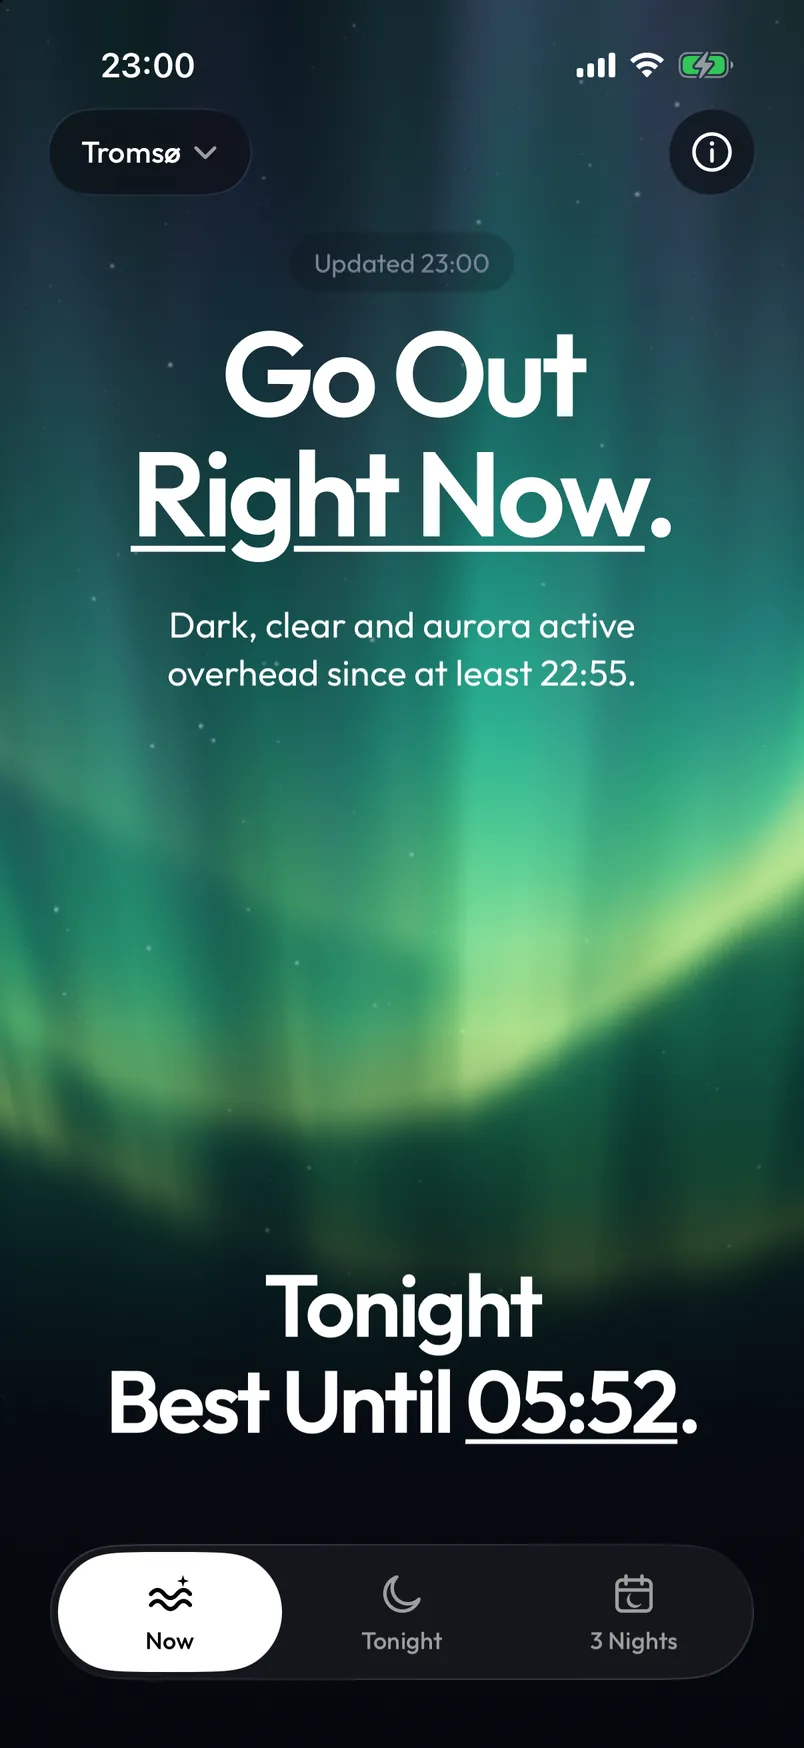 23:00
Tromsø
Updated 23:00
Go Out
Right Now.
Dark, clear and aurora active
overhead since at least 22:55.
Tonight
Best Until 05:52.
Now
Tonight
3 Nights